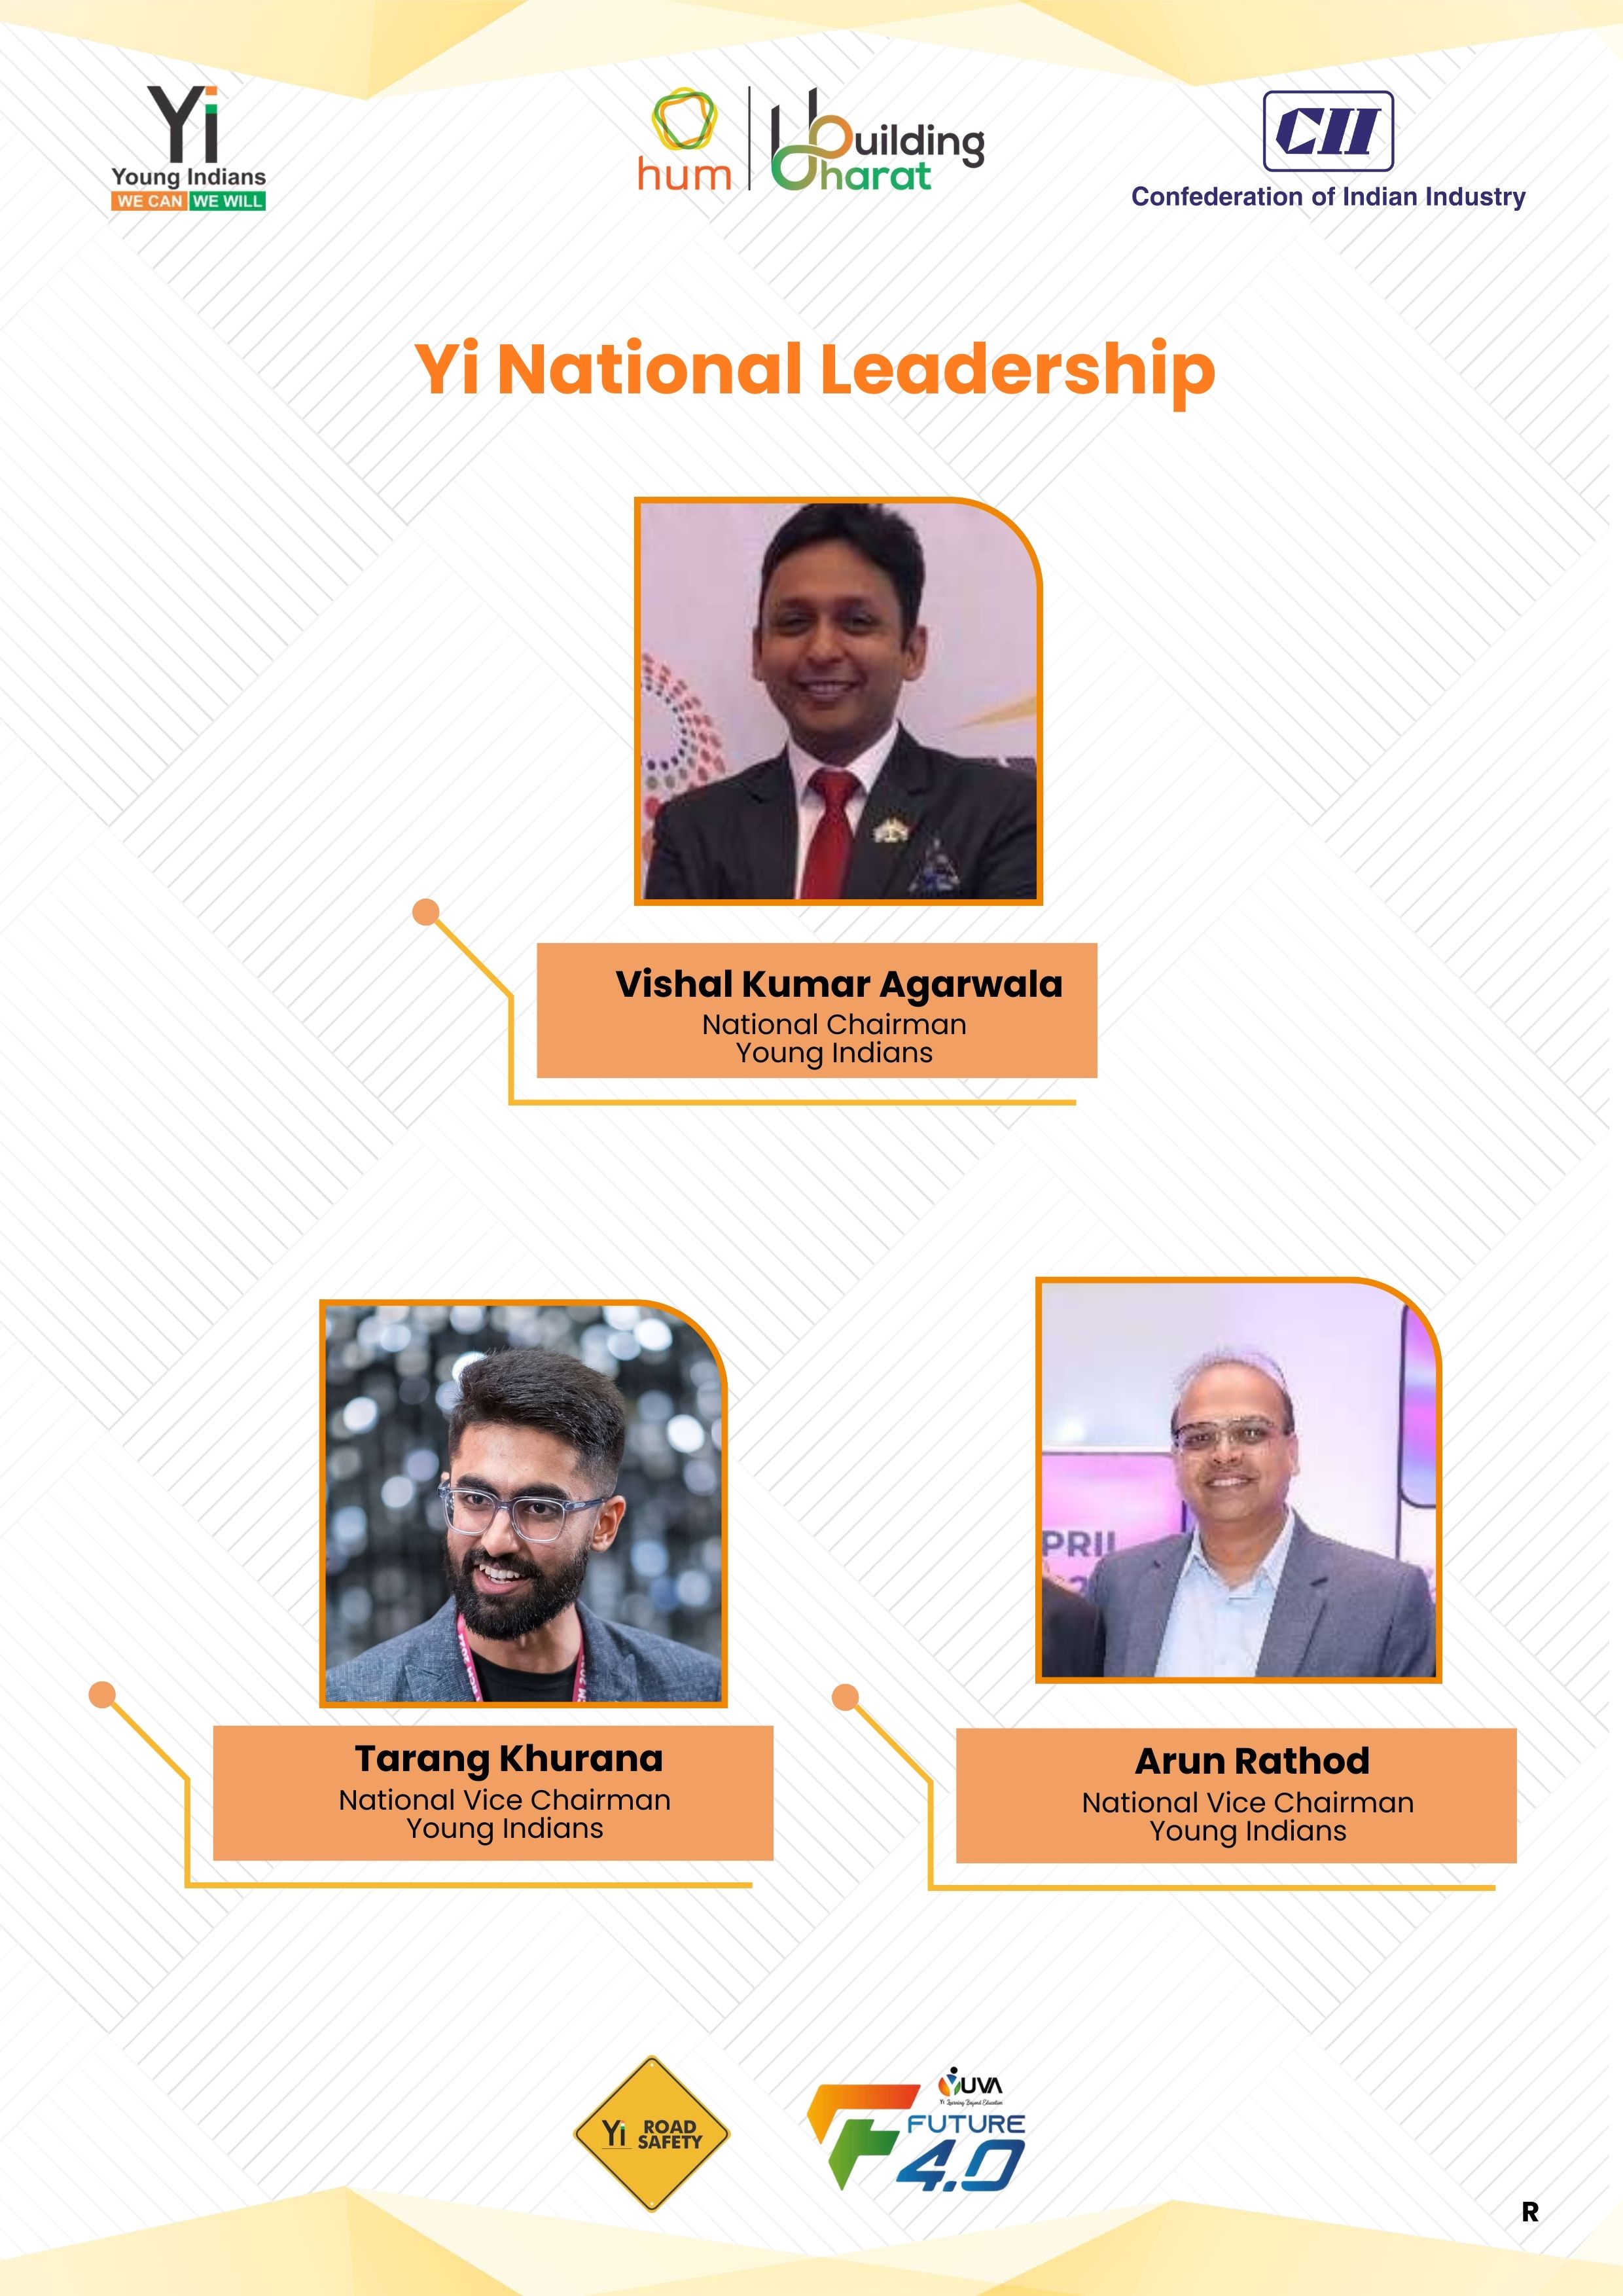 Yi
Young Indians
WE CAN WE WILL
hum
Building
Bharat
CII
Confederation of Indian Industry
Yi National Leadership
Vishal Kumar Agarwala
National Chairman
Young Indians
PRIL
Tarang Khurana
National Vice Chairman
Young Indians
Arun Rathod
National Vice Chairman
Young Indians
Yi ROAD
SAFETY
YUVA
Yi Learning Beyond Education
FUTURE
4.0
R